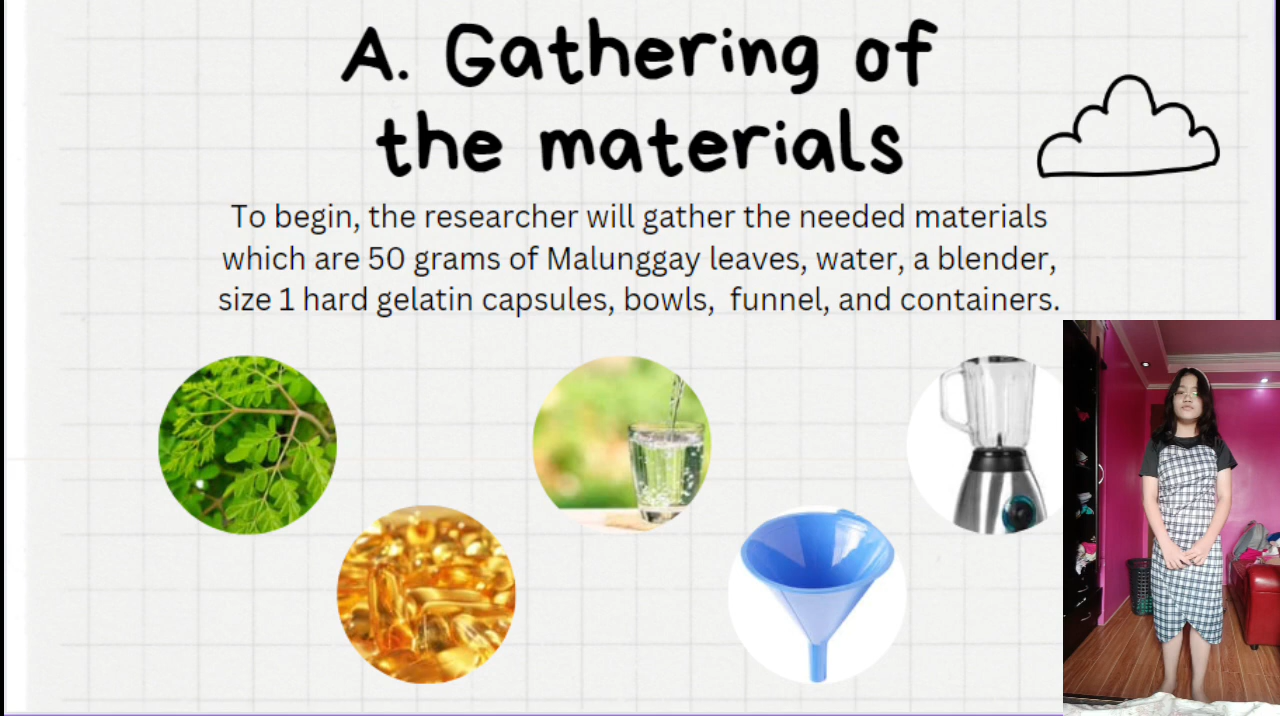 A. Gathering of
the materials
To begin, the researcher will gather the needed materials
which are 50 grams of Malunggay leaves, water, a blender,
size 1 hard gelatin capsules, bowls,  funnel, and containers.